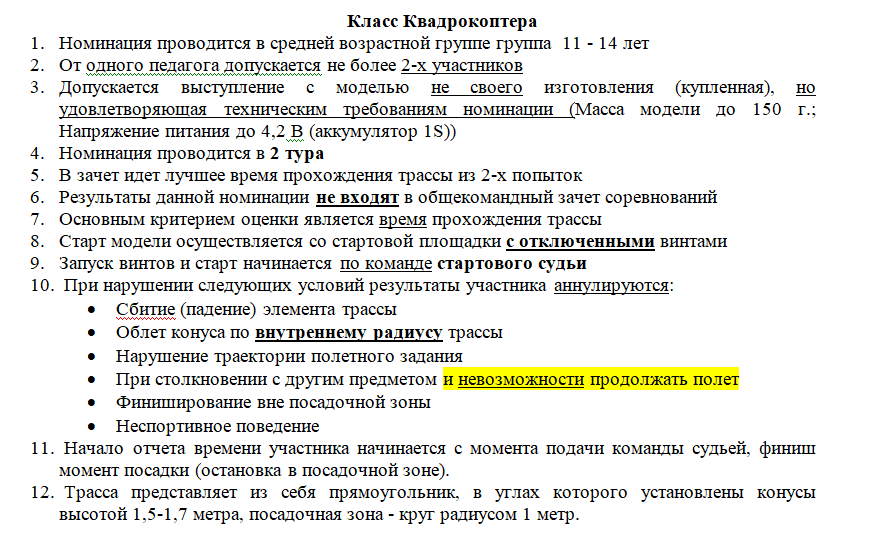 Класс Квадрокоптера
1. Номинация проводится в средней возрастной группе группа 11 - 14 лет
2. От одного педагога допускается не более 2-х участников
3. Допускается выступление с моделью не своего изготовления (купленная), но
удовлетворяющая техническим требованиям номинации (Масса модели до 150 г.;
Напряжение питания до 4,2 В (аккумулятор 1S))
4. Номинация проводится в 2 тура
5. В зачет идет лучшее время прохождения трассы из 2-х попыток
6. Результаты данной номинации не входят в общекомандный зачет соревнований
7. Основным критерием оценки является время прохождения трассы
8. Старт модели осуществляется со стартовой площадки с отключенными винтами
9. Запуск винтов и старт начинается по команде стартового судьи
10. При нарушении следующих условий результаты участника аннулируются:
• Сбитие (падение) элемента трассы
• Облет конуса по внутреннему радиусу трассы
• Нарушение траектории полетного задания
• При столкновении с другим предметом и невозможности продолжать полет
• Финиширование вне посадочной зоны
• Неспортивное поведение
11. Начало отчета времени участника начинается с момента подачи команды судьей, финиш
момент посадки (остановка в посадочной зоне).
12. Трасса представляет из себя прямоугольник, в углах которого установлены конусы
высотой 1,5-1,7 метра, посадочная зона - круг радиусом 1 метр.